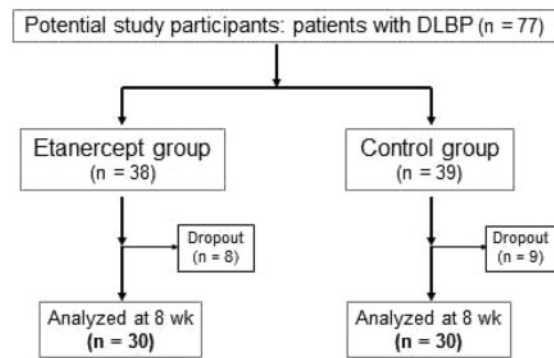 Potential study participants: patients with DLBP (n = 77)
Etanercept group
(n = 38)
Control group
(n = 39)
Dropout
(n = 8)
Dropout
(n = 9)
Analyzed at 8 wk
(n = 30)
Analyzed at 8 wk
(n = 30)